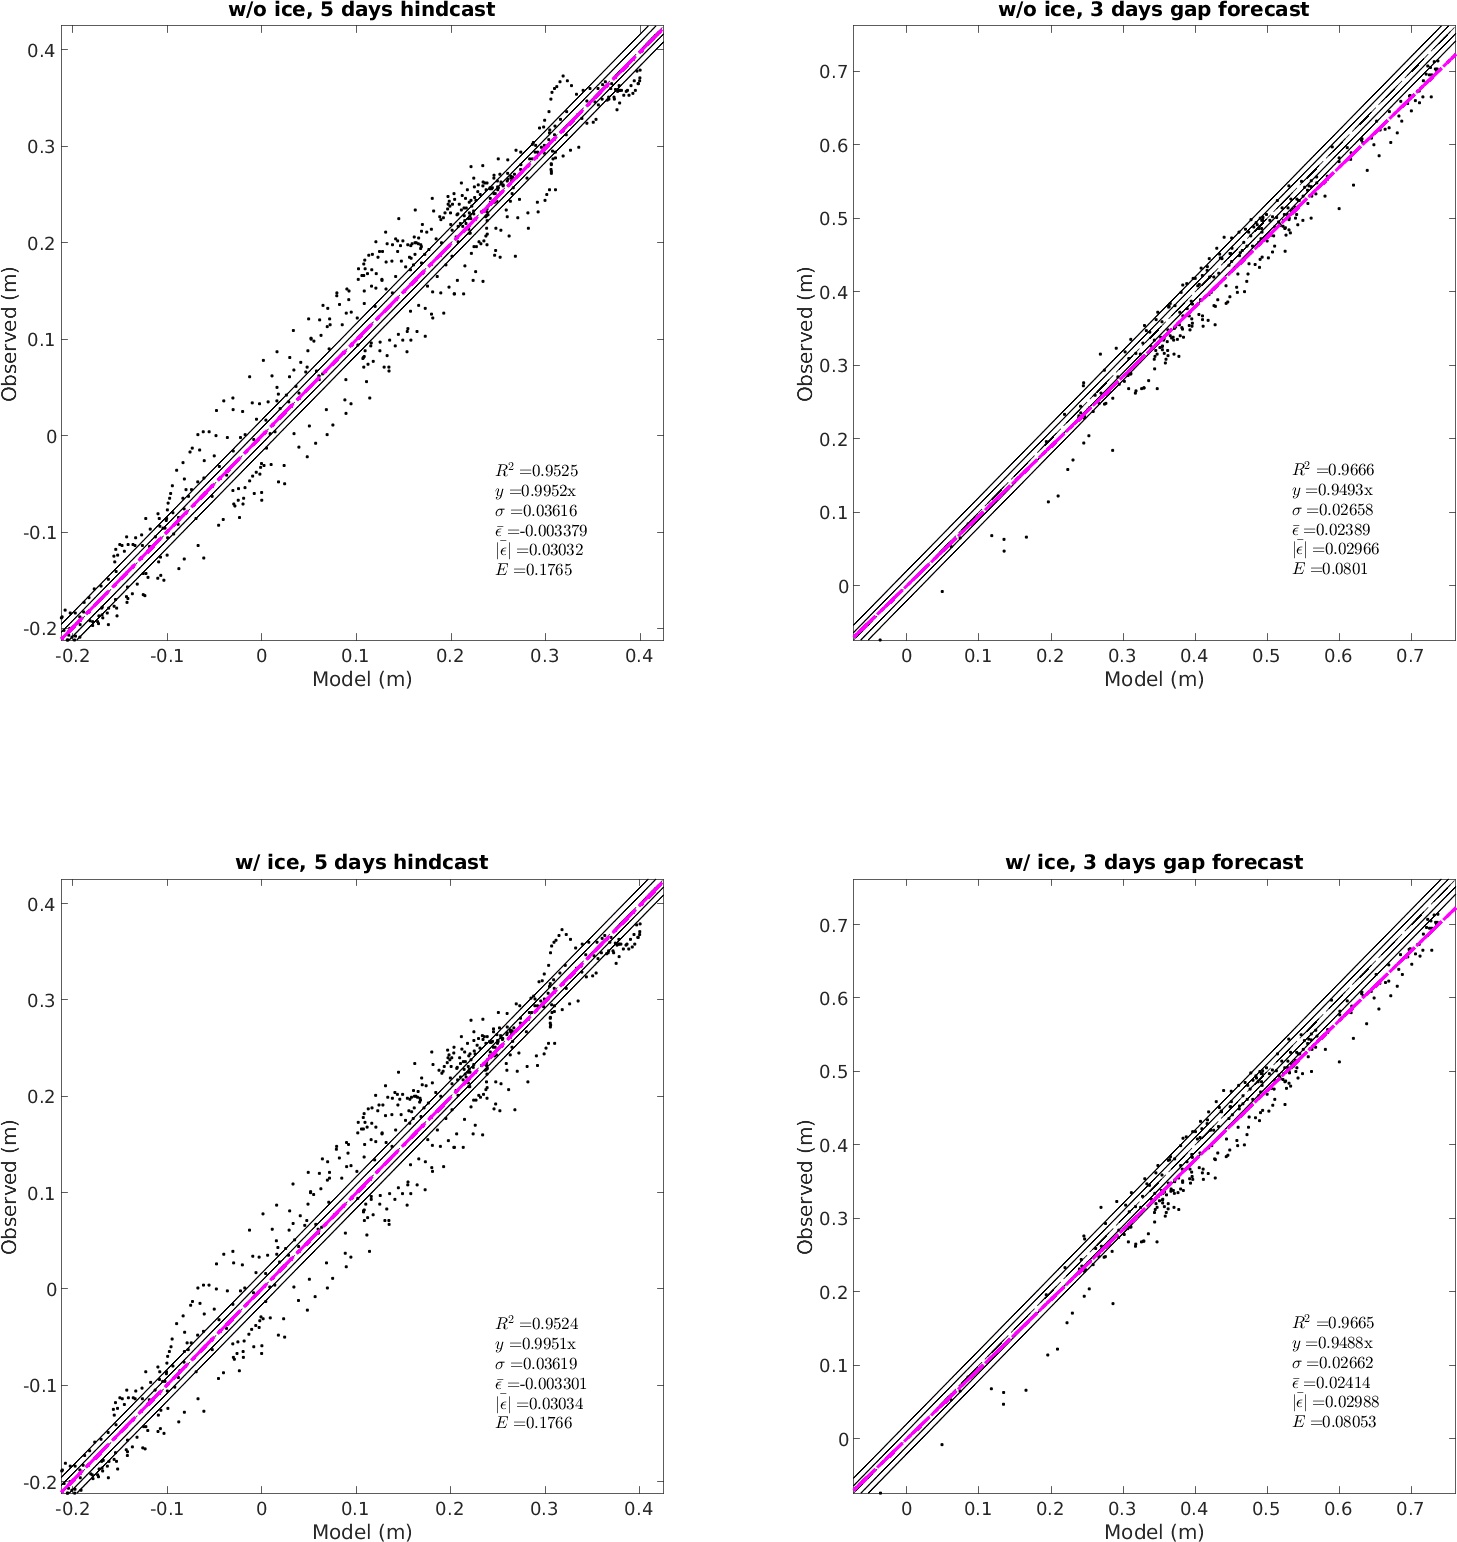 w/o ice, 5 days hindcast
Observed (m)
0.4
0.3
0.2
0.1
0
-0.1
-0.2
R² =0.9525
y =0.9952x
σ =0.03616
ε̄ =-0.003379
|ε̄| =0.03032
E =0.1765
-0.2 -0.1 0 0.1 0.2 0.3 0.4
Model (m)
w/o ice, 3 days gap forecast
Observed (m)
0.7
0.6
0.5
0.4
0.3
0.2
0.1
0
R² =0.9666
y =0.9493x
σ =0.02658
ε̄ =0.02389
|ε̄| =0.02966
E =0.0801
0 0.1 0.2 0.3 0.4 0.5 0.6 0.7
Model (m)
w/ ice, 5 days hindcast
Observed (m)
0.4
0.3
0.2
0.1
0
-0.1
-0.2
R² =0.9524
y =0.9951x
σ =0.03619
ε̄ =-0.003301
|ε̄| =0.03034
E =0.1766
-0.2 -0.1 0 0.1 0.2 0.3 0.4
Model (m)
w/ ice, 3 days gap forecast
Observed (m)
0.7
0.6
0.5
0.4
0.3
0.2
0.1
0
R² =0.9665
y =0.9488x
σ =0.02662
ε̄ =0.02414
|ε̄| =0.02988
E =0.08053
0 0.1 0.2 0.3 0.4 0.5 0.6 0.7
Model (m)